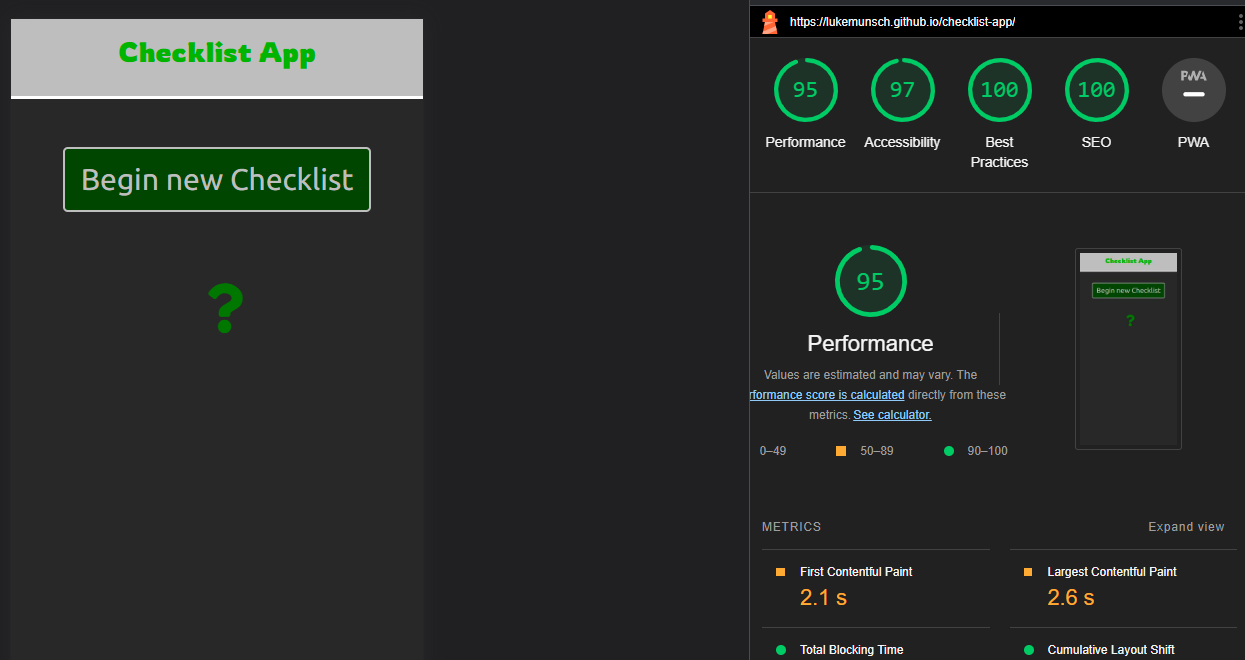 Checklist App
Begin new Checklist
?
https://lukemunsch.github.io/checklist-app/
95 97 100 100 PWA
Performance Accessibility Best Practices SEO PWA
95
Performance
Values are estimated and may vary. The
rformance score is calculated directly from these
metrics. See calculator.
0–49 50–89 90–100
Checklist App
Begin new Checklist
?
METRICS Expand view
First Contentful Paint
2.1 s
Largest Contentful Paint
2.6 s
Total Blocking Time
Cumulative Layout Shift